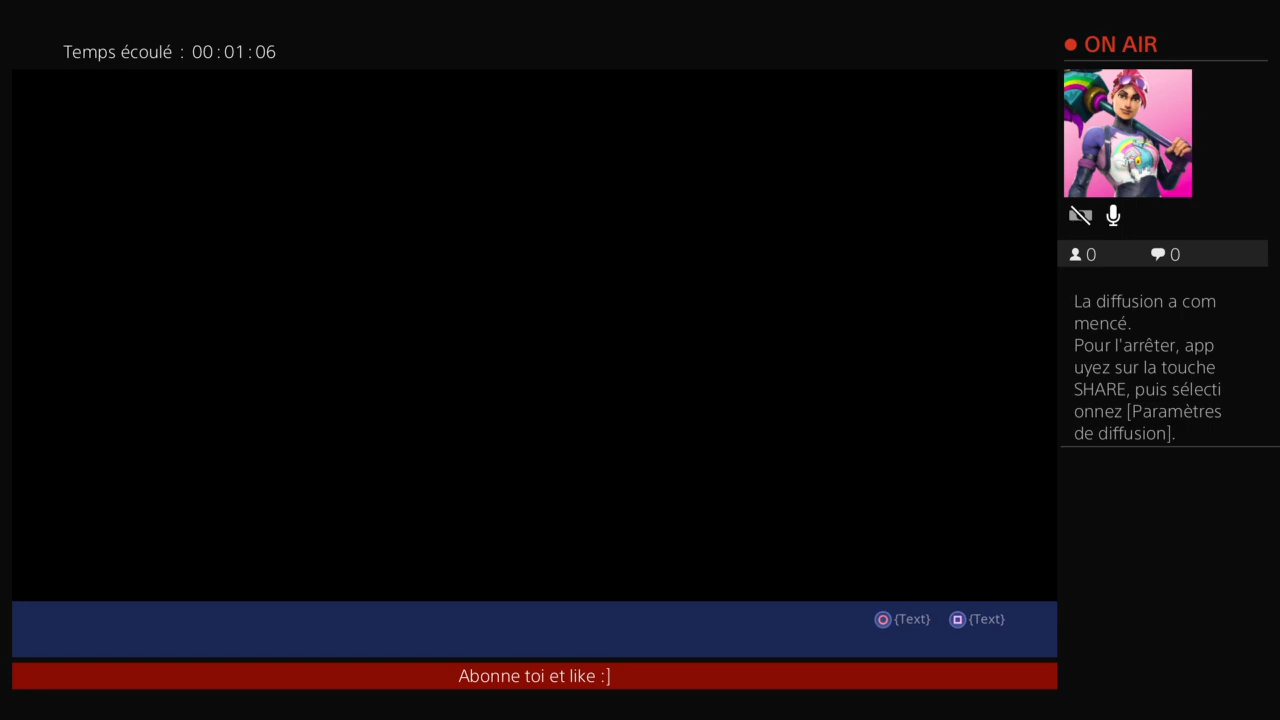 Temps écoulé : 00:01:06
ON AIR
0 0
La diffusion a com
mencé.
Pour l'arrêter, app
uyez sur la touche
SHARE, puis sélecti
onnez [Paramètres
de diffusion].
{Text} {Text}
Abonne toi et like :]